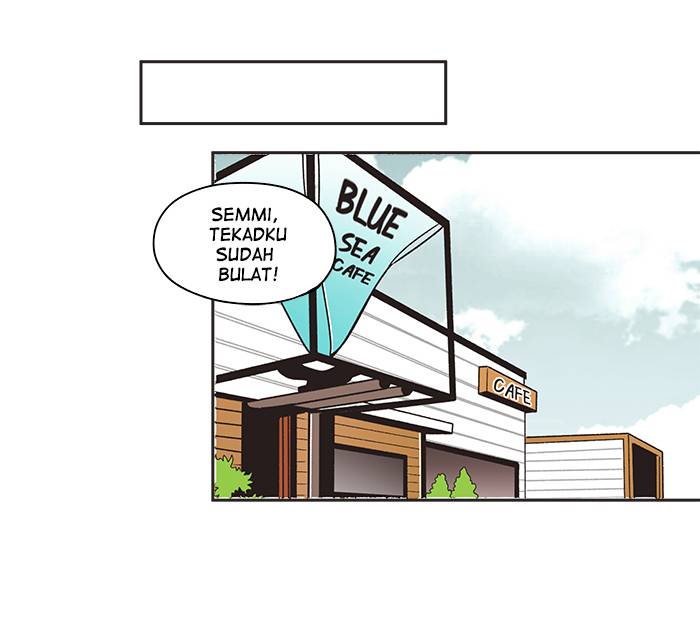 SEMMI,
TEKADKU
SUDAH
BULAT!
BLUE
SEA
CAFE
CAFE